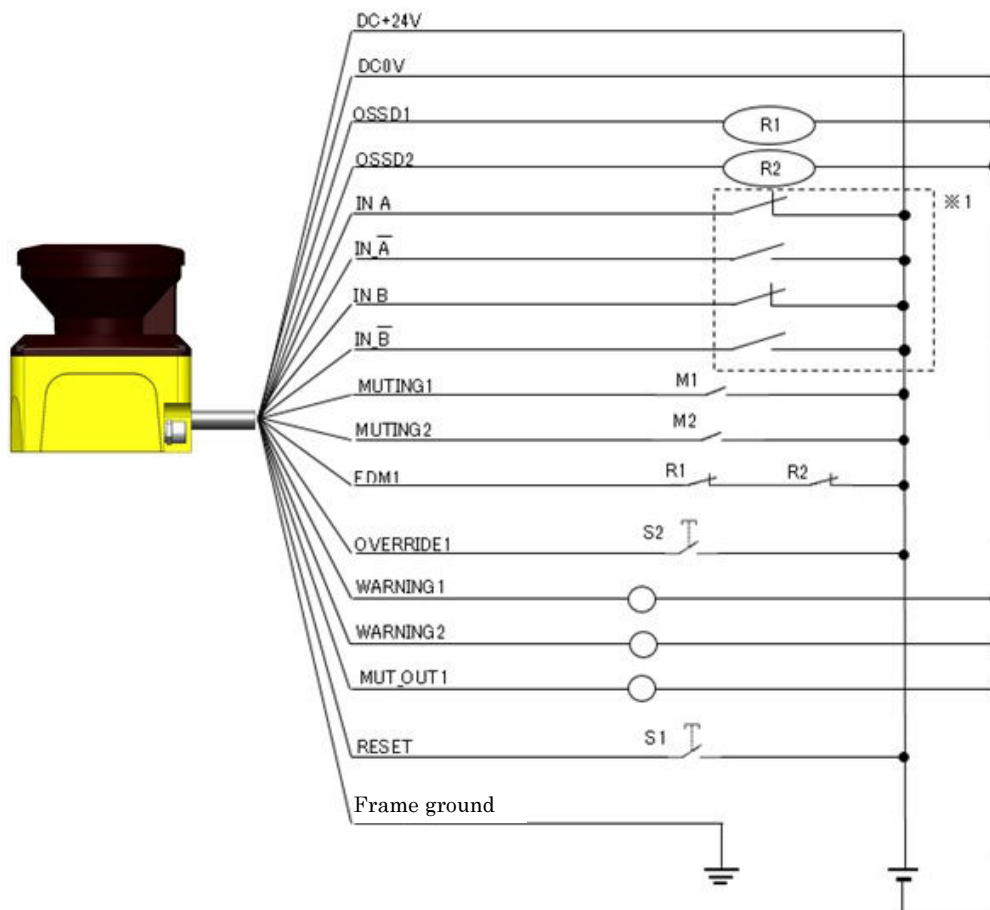 DC+24V
DC0V
OSSD1
R1
OSSD2
R2
IN A
※1
IN_A̅
IN B
IN_B̅
MUTING1
M1
MUTING2
M2
EDM1
R1
R2
OVERRIDE1
S2
WARNING1
WARNING2
MUT_OUT1
RESET
S1
Frame ground